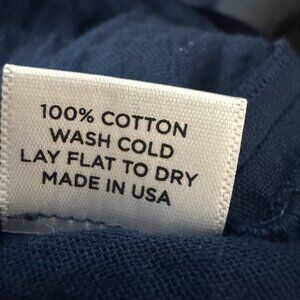 100% COTTON
WASH COLD
LAY FLAT TO DRY
MADE IN USA